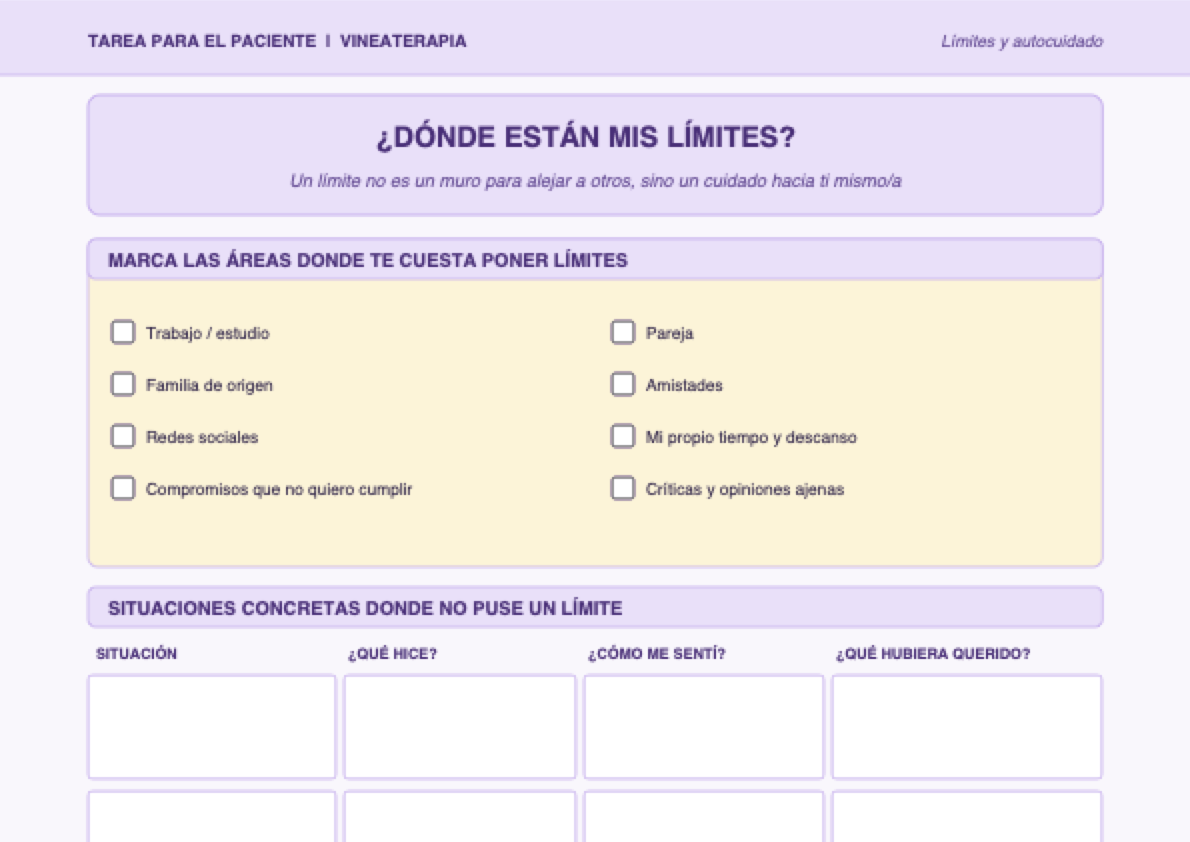 TAREA PARA EL PACIENTE | VINEATERAPIA
Límites y autocuidado
¿DÓNDE ESTÁN MIS LÍMITES?
Un límite no es un muro para alejar a otros, sino un cuidado hacia ti mismo/a
MARCA LAS ÁREAS DONDE TE CUESTA PONER LÍMITES
Trabajo / estudio
Pareja
Familia de origen
Amistades
Redes sociales
Mi propio tiempo y descanso
Compromisos que no quiero cumplir
Críticas y opiniones ajenas
SITUACIONES CONCRETAS DONDE NO PUSE UN LÍMITE
SITUACIÓN
¿QUÉ HICE?
¿CÓMO ME SENTÍ?
¿QUÉ HUBIERA QUERIDO?